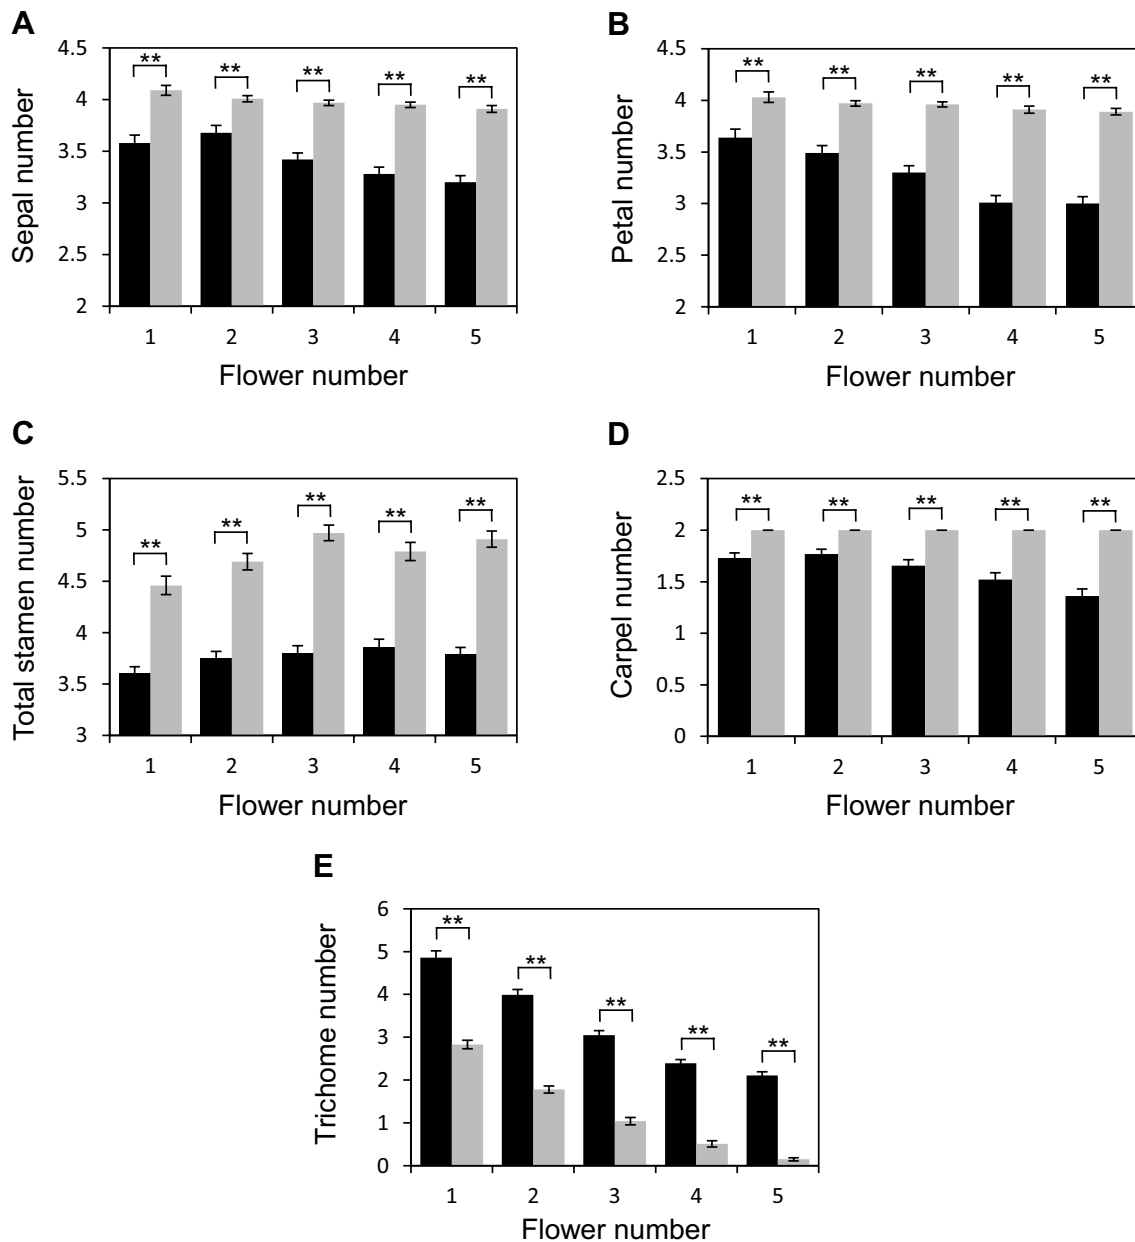 A
Sepal number
4.5
4
3.5
3
2.5
2
** ** ** ** **
1 2 3 4 5
Flower number
B
Petal number
4.5
4
3.5
3
2.5
2
** ** ** ** **
1 2 3 4 5
Flower number
C
Total stamen number
5.5
5
4.5
4
3.5
3
** ** ** ** **
1 2 3 4 5
Flower number
D
Carpel number
2.5
2
1.5
1
0.5
0
** ** ** ** **
1 2 3 4 5
Flower number
E
Trichome number
6
5
4
3
2
1
0
** ** ** ** **
1 2 3 4 5
Flower number